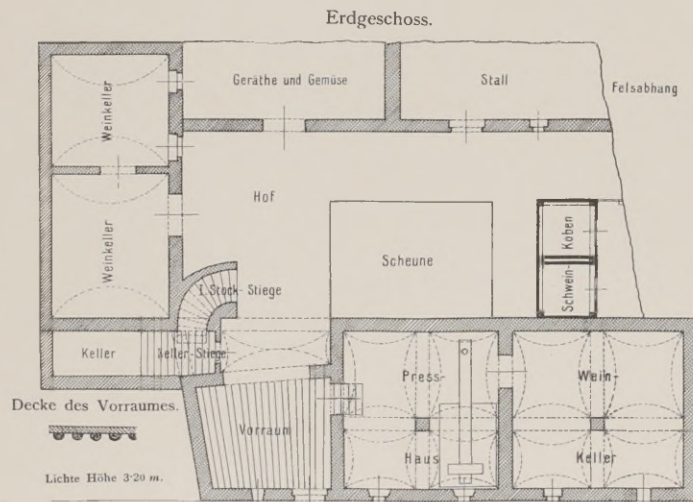 Erdgeschoss.
Weinkeller
Geräthe und Gemüse
Stall
Felsabhang
Weinkeller
Hof
Scheune
Schwein-Koben
I. Stock-Stiege
Keller
Keller-Stiege
Press-
Wein-
Decke des Vorraumes.
Vorraum
Haus
Keller
Lichte Höhe 3·20 m.